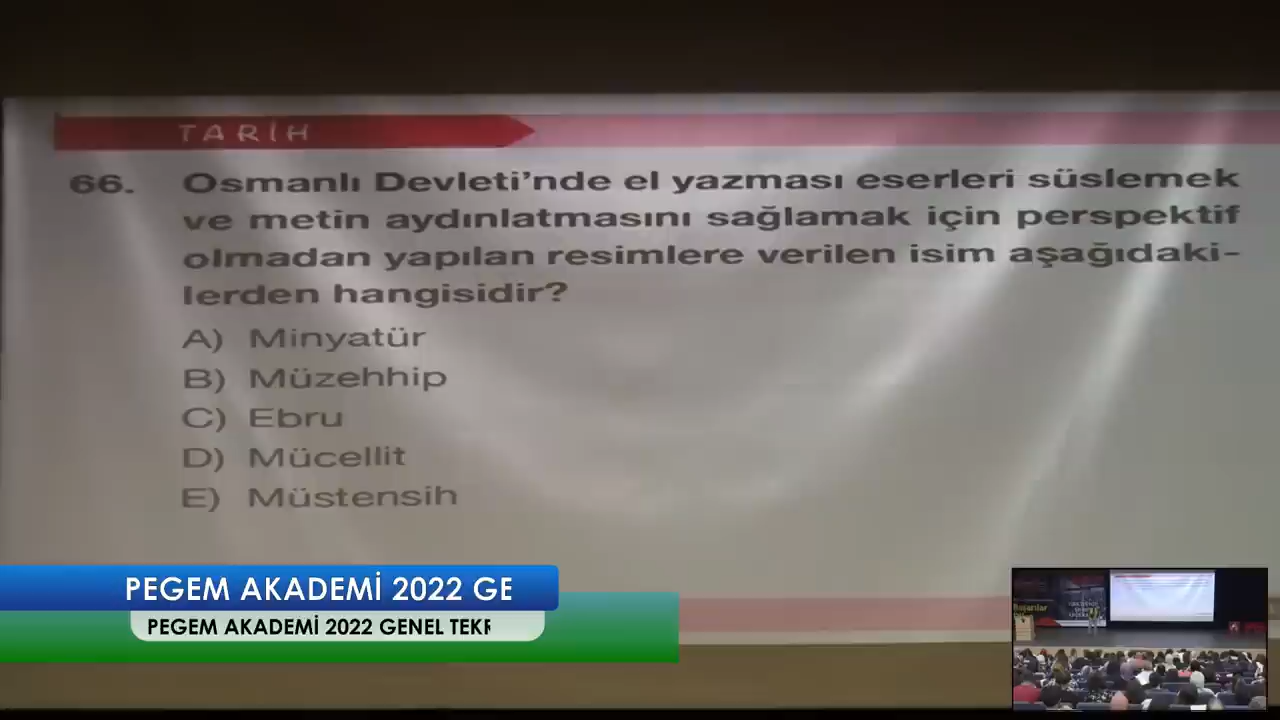 TARİH
66. Osmanlı Devleti'nde el yazması eserleri süslemek
ve metin aydınlatmasını sağlamak için perspektif
olmadan yapılan resimlere verilen isim aşağıdaki-
lerden hangisidir?
A) Minyatür
B) Müzehhip
C) Ebru
D) Mücellit
E) Müstensih
PEGEM AKADEMİ 2022 GE
PEGEM AKADEMİ 2022 GENEL TEKR